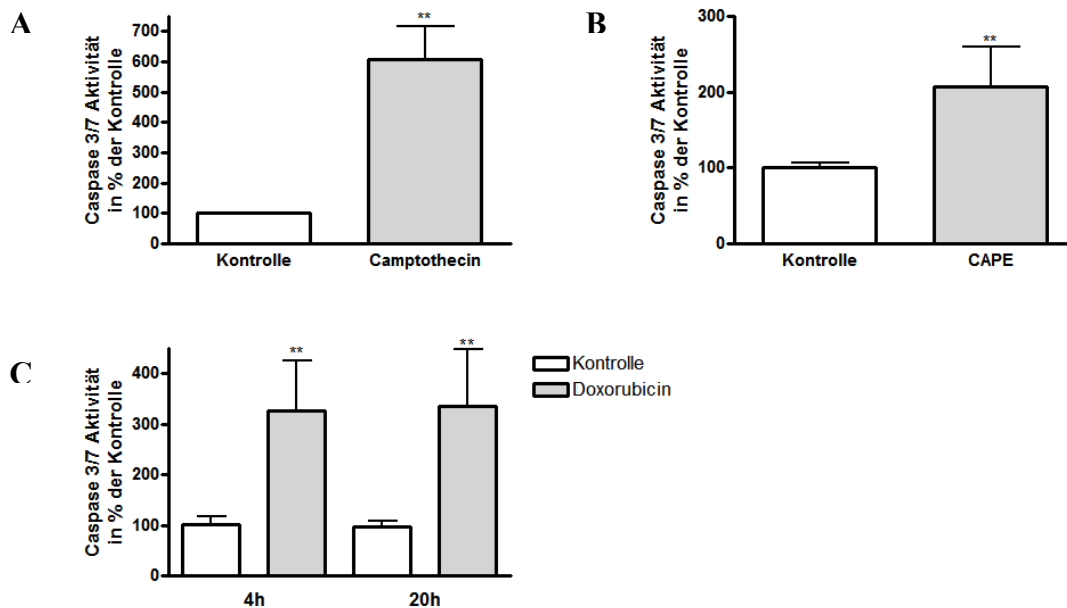 A
Caspase 3/7 Aktivität
in % der Kontrolle
700
600
500
400
300
200
100
0
**
Kontrolle
Camptothecin
B
Caspase 3/7 Aktivität
in % der Kontrolle
300
200
100
0
**
Kontrolle
CAPE
C
Caspase 3/7 Aktivität
in % der Kontrolle
400
300
200
100
0
**
**
4h
20h
Kontrolle
Doxorubicin